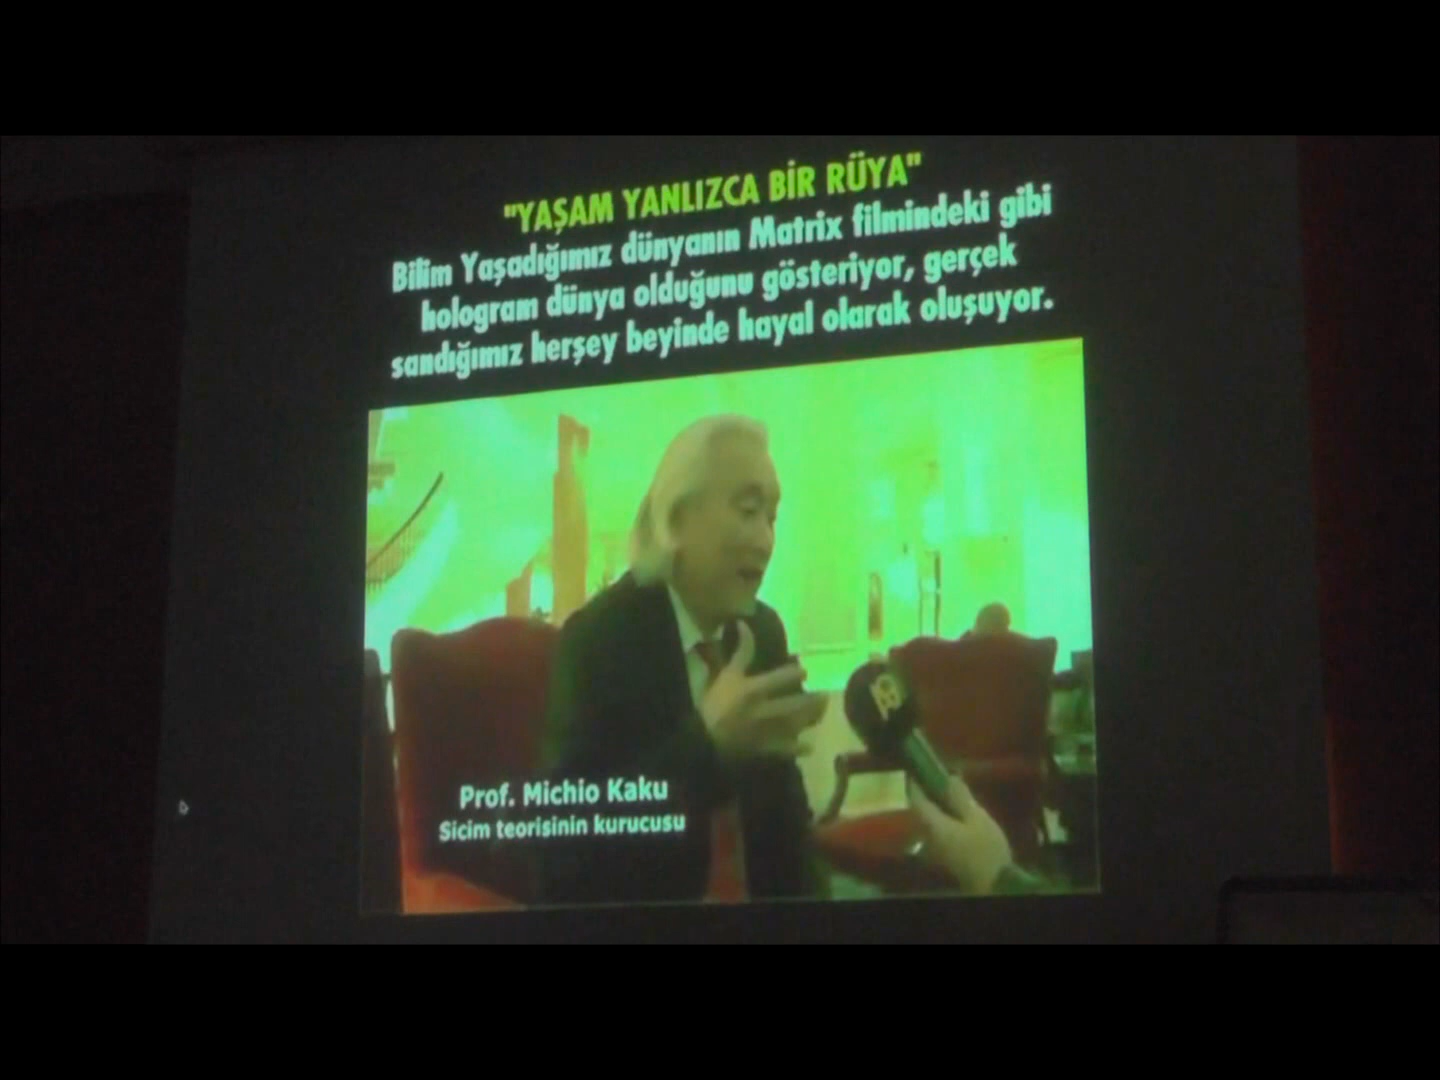 "YAŞAM YANLIZCA BİR RÜYA"
Bilim Yaşadığımız dünyanın Matrix filmindeki gibi
hologram dünya olduğunu gösteriyor, gerçek
sandığımız herşey beyinde hayal olarak oluşuyor.
Prof. Michio Kaku
Sicim teorisinin kurucusu